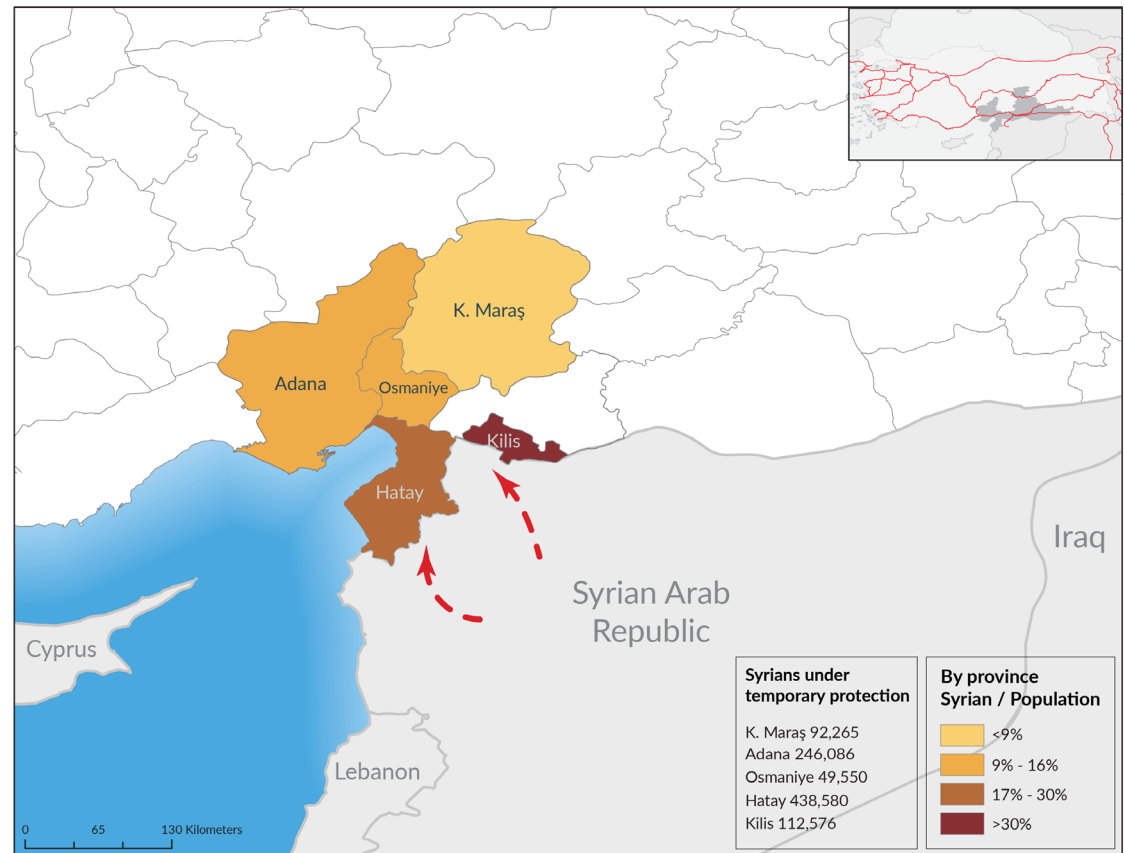 K. Maraş
Adana
Osmaniye
Kilis
Hatay
Iraq
Syrian Arab
Republic
Cyprus
Lebanon
0 65 130 Kilometers
Syrians under
temporary protection
K. Maraş 92,265
Adana 246,086
Osmaniye 49,550
Hatay 438,580
Kilis 112,576
By province
Syrian / Population
<9%
9% - 16%
17% - 30%
>30%